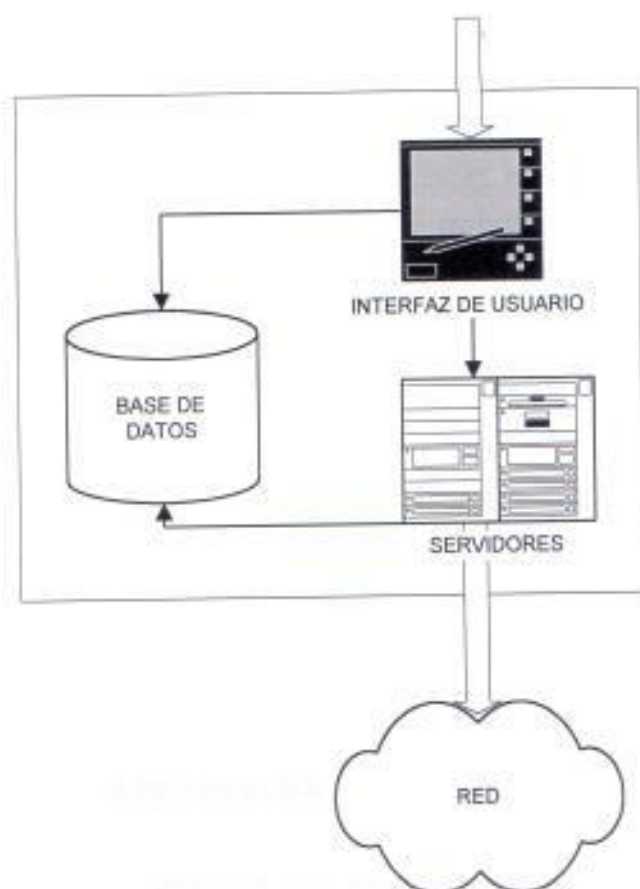 INTERFAZ DE USUARIO
BASE DE
DATOS
SERVIDORES
RED